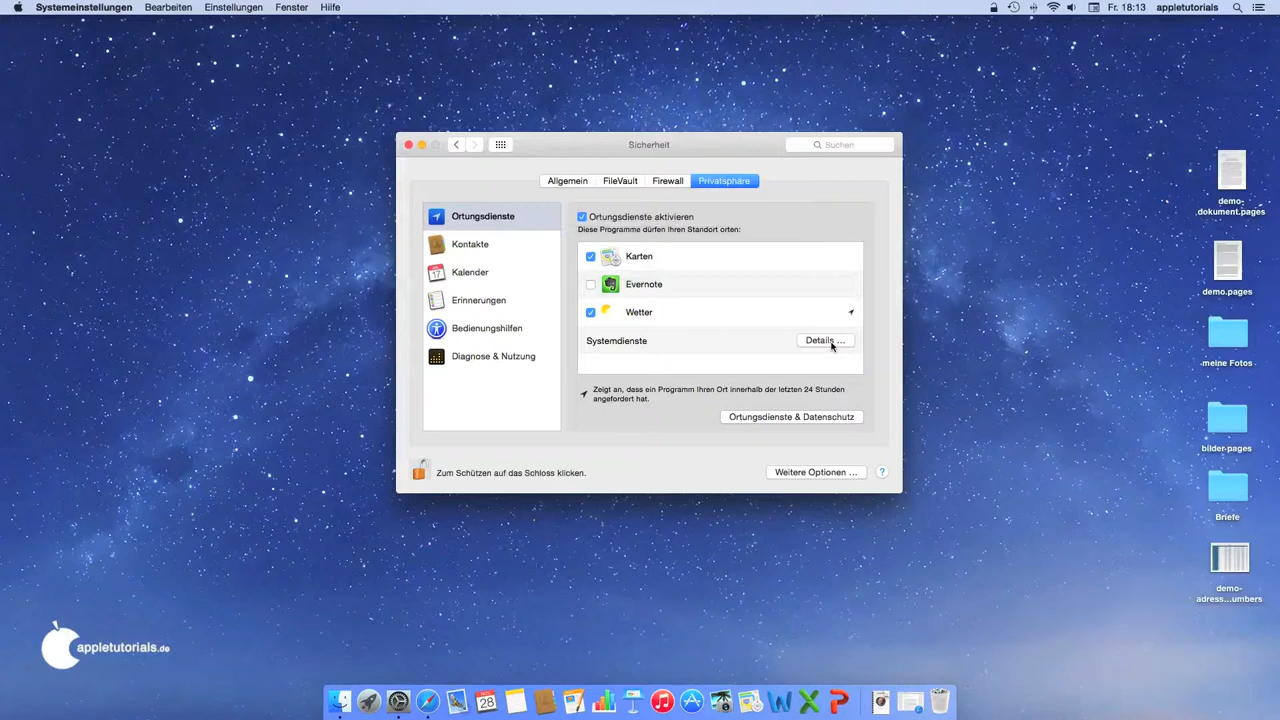 Systemeinstellungen Bearbeiten Einstellungen Fenster Hilfe Fr. 18:13 appletutorials
Sicherheit
Suchen
Allgemein FileVault Firewall Privatsphäre
Ortungsdienste
Kontakte
Kalender
Erinnerungen
Bedienungshilfen
Diagnose & Nutzung
Ortungsdienste aktivieren
Diese Programme dürfen Ihren Standort orten:
Karten
Evernote
Wetter
Systemdienste Details ...
Zeigt an, dass ein Programm Ihren Ort innerhalb der letzten 24 Stunden
angefordert hat.
Ortungsdienste & Datenschutz
Zum Schützen auf das Schloss klicken.
Weitere Optionen ...
?
demo-
dokument.pages
demo.pages
meine Fotos
bilder-pages
Briefe
demo-
adress...umbers
appletutorials.de
17
28